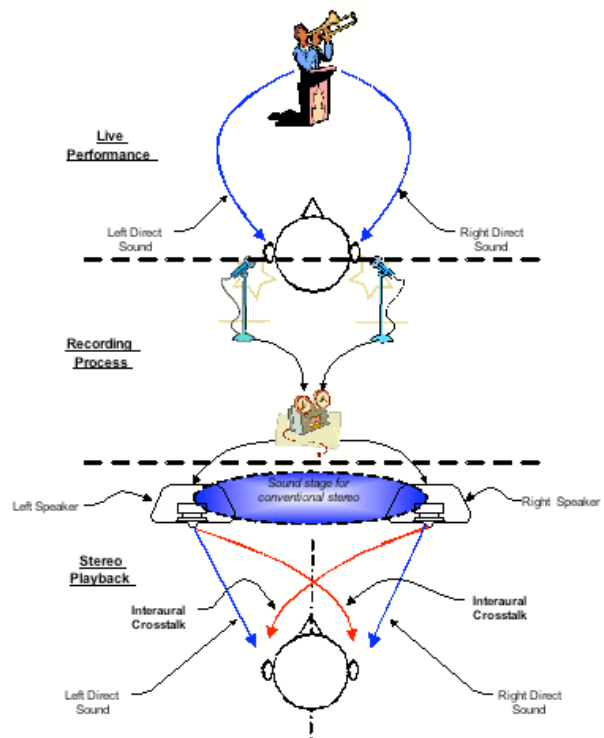 Live
Performance
Left Direct
Sound
Right Direct
Sound
Recording
Process
Sound stage for
conventional stereo
Left Speaker
Right Speaker
Stereo
Playback
Interaural
Crosstalk
Interaural
Crosstalk
Left Direct
Sound
Right Direct
Sound